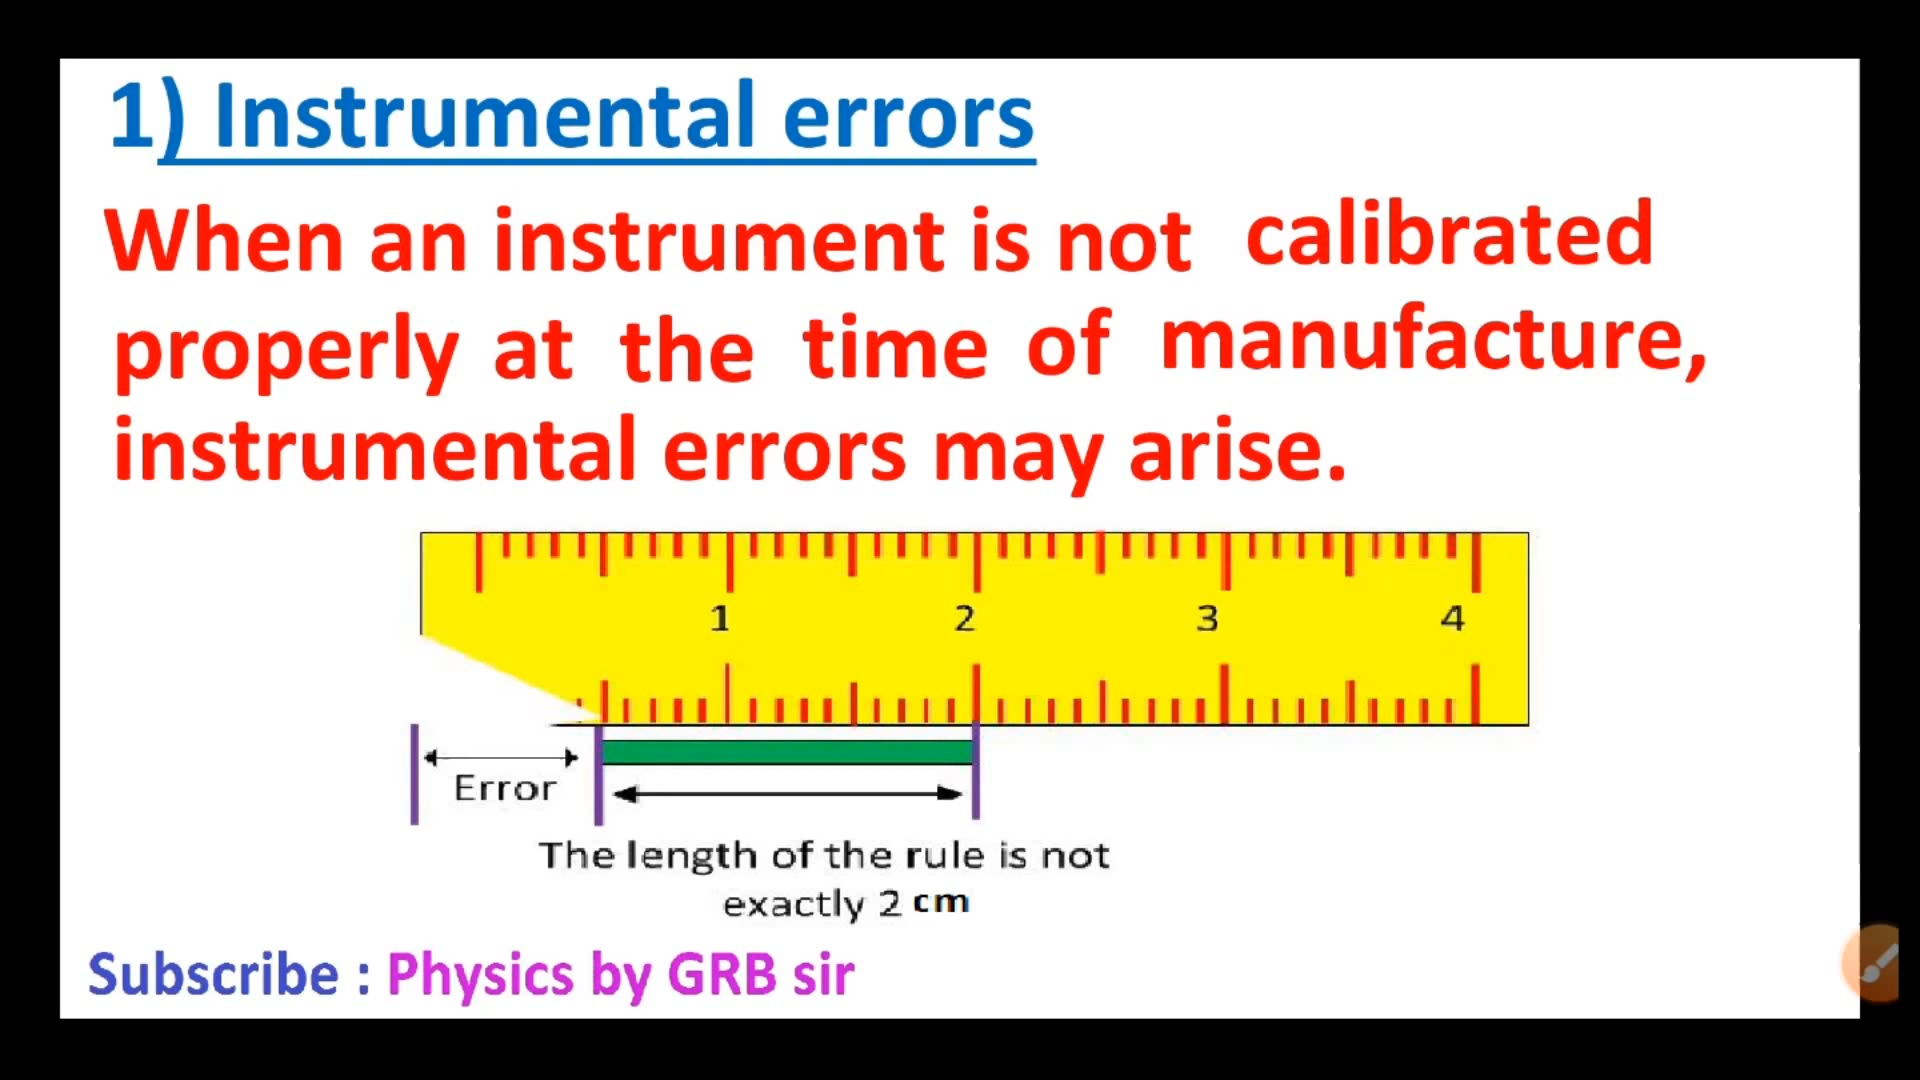 1) Instrumental errors
When an instrument is not calibrated
properly at the time of manufacture,
instrumental errors may arise.
1 2 3 4
Error
The length of the rule is not
exactly 2 cm
Subscribe : Physics by GRB sir